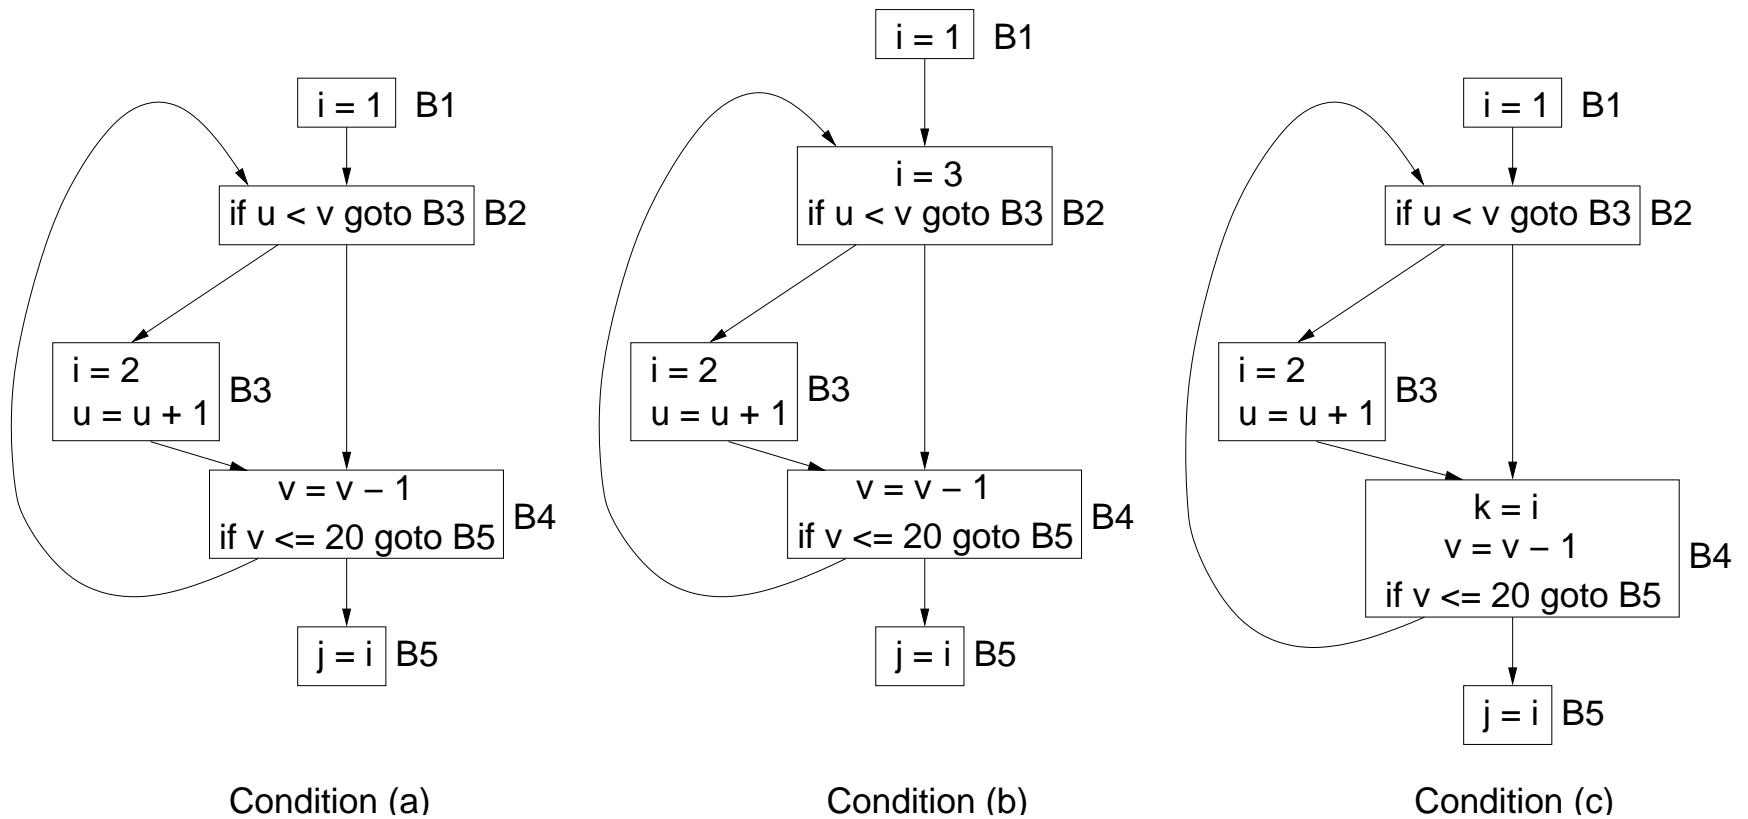 i = 1 B1
if u < v goto B3 B2
i = 2
u = u + 1
B3
v = v – 1
if v <= 20 goto B5
B4
j = i B5
Condition (a)
i = 1 B1
i = 3
if u < v goto B3 B2
i = 2
u = u + 1
B3
v = v – 1
if v <= 20 goto B5
B4
j = i B5
Condition (b)
i = 1 B1
if u < v goto B3 B2
i = 2
u = u + 1
B3
k = i
v = v – 1
if v <= 20 goto B5
B4
j = i B5
Condition (c)